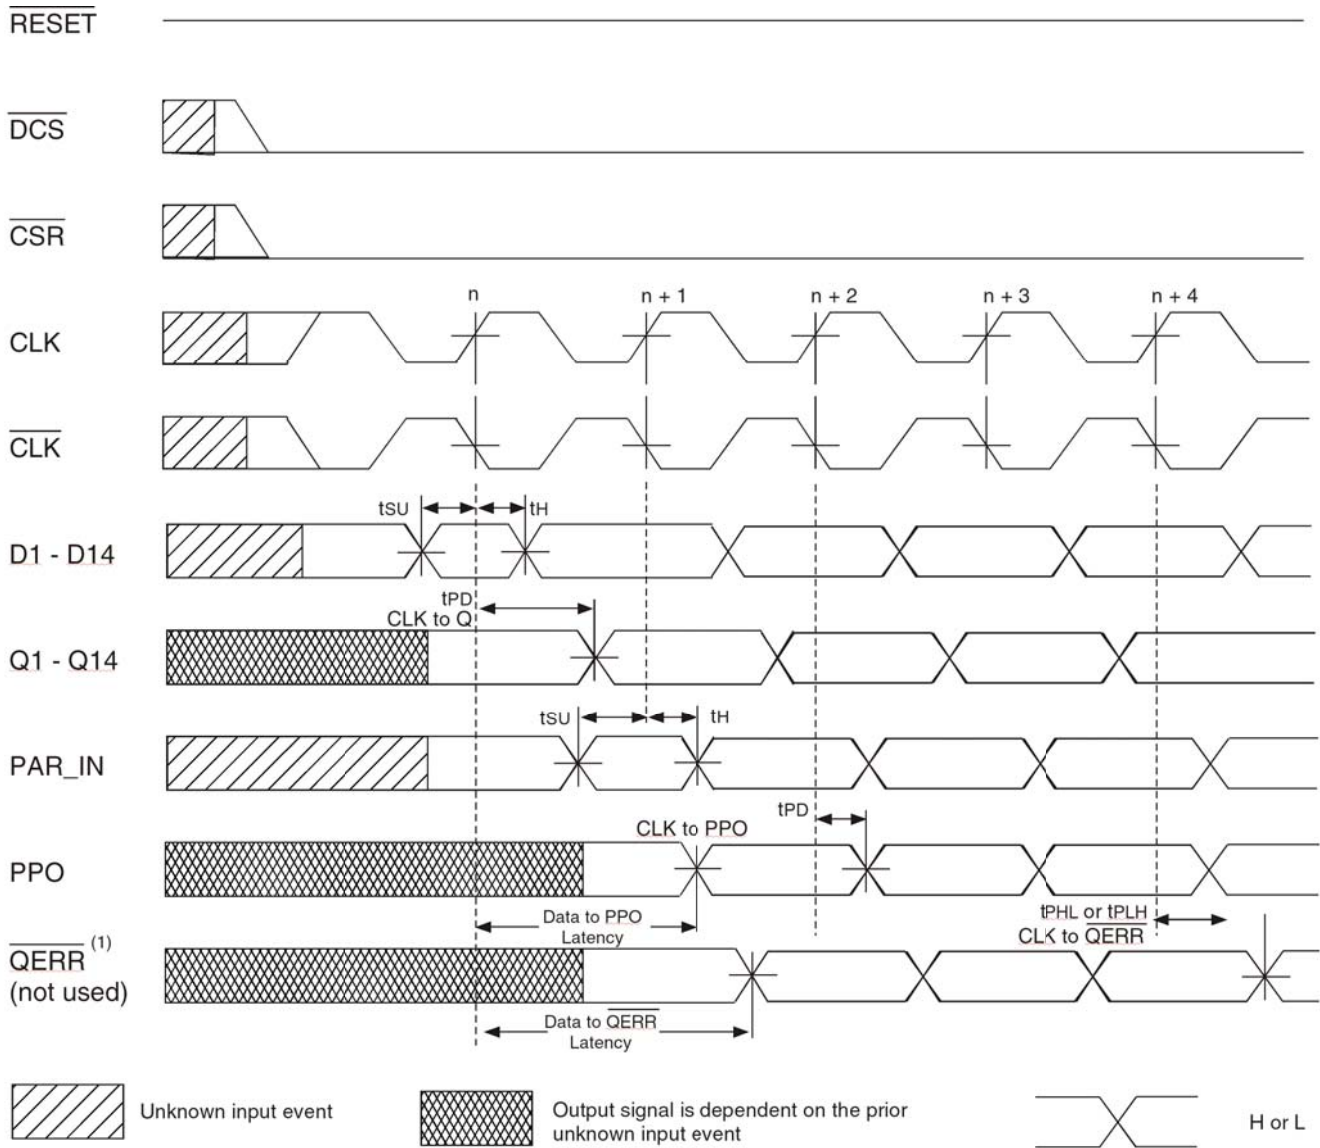 RESET
DCS
CSR
n n + 1 n + 2 n + 3 n + 4
CLK
CLK
tSU tH
D1 - D14
tPD
CLK to Q
Q1 - Q14
tSU tH
PAR_IN
tPD
CLK to PPO
PPO
Data to PPO
Latency
tPHL or tPLH
CLK to QERR
QERR (1)
(not used)
Data to QERR
Latency
Unknown input event
Output signal is dependent on the prior
unknown input event
H or L